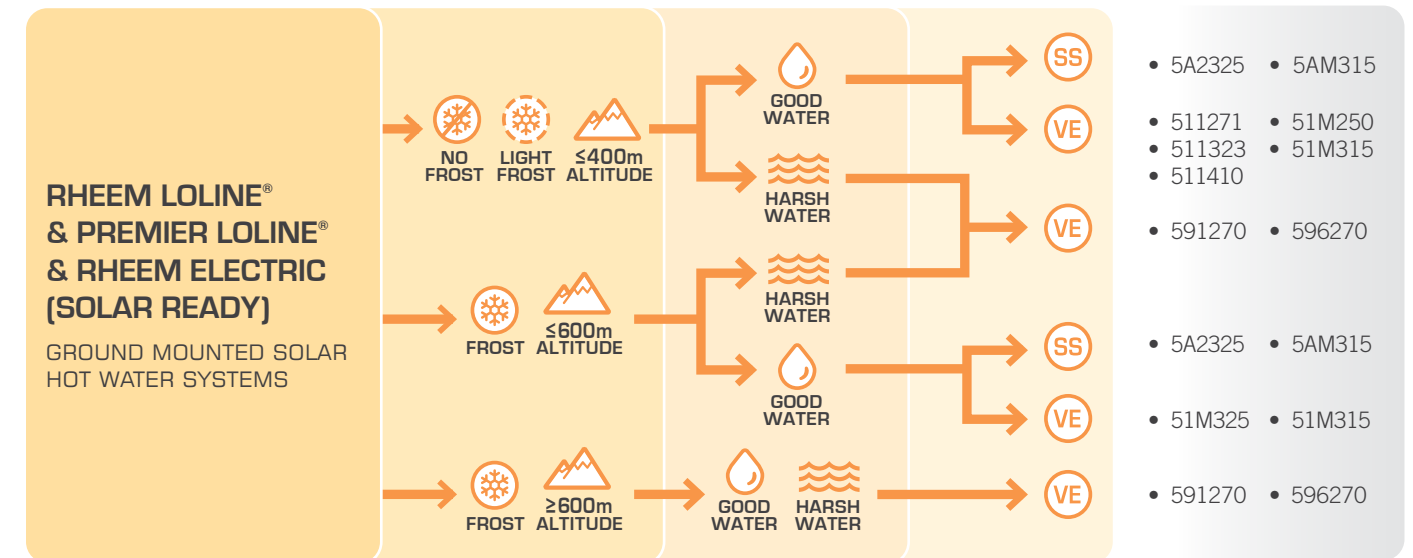 RHEEM LOLINE®
& PREMIER LOLINE®
& RHEEM ELECTRIC
(SOLAR READY)
GROUND MOUNTED SOLAR
HOT WATER SYSTEMS
NO
FROST
LIGHT
FROST
≤400m
ALTITUDE
GOOD
WATER
HARSH
WATER
SS
• 5A2325 • 5AM315
VE
• 511271 • 51M250
• 511323 • 51M315
• 511410
VE
• 591270 • 596270
FROST
≤600m
ALTITUDE
HARSH
WATER
GOOD
WATER
SS
• 5A2325 • 5AM315
VE
• 51M325 • 51M315
FROST
≥600m
ALTITUDE
GOOD
WATER
HARSH
WATER
VE
• 591270 • 596270